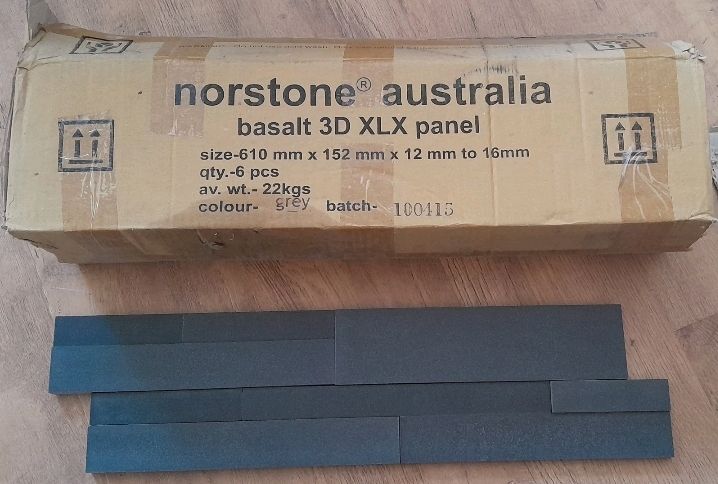 norstone® australia
basalt 3D XLX panel
size-610 mm x 152 mm x 12 mm to 16mm
qty.-6 pcs
av. wt.- 22kgs
colour- grey batch- 100415